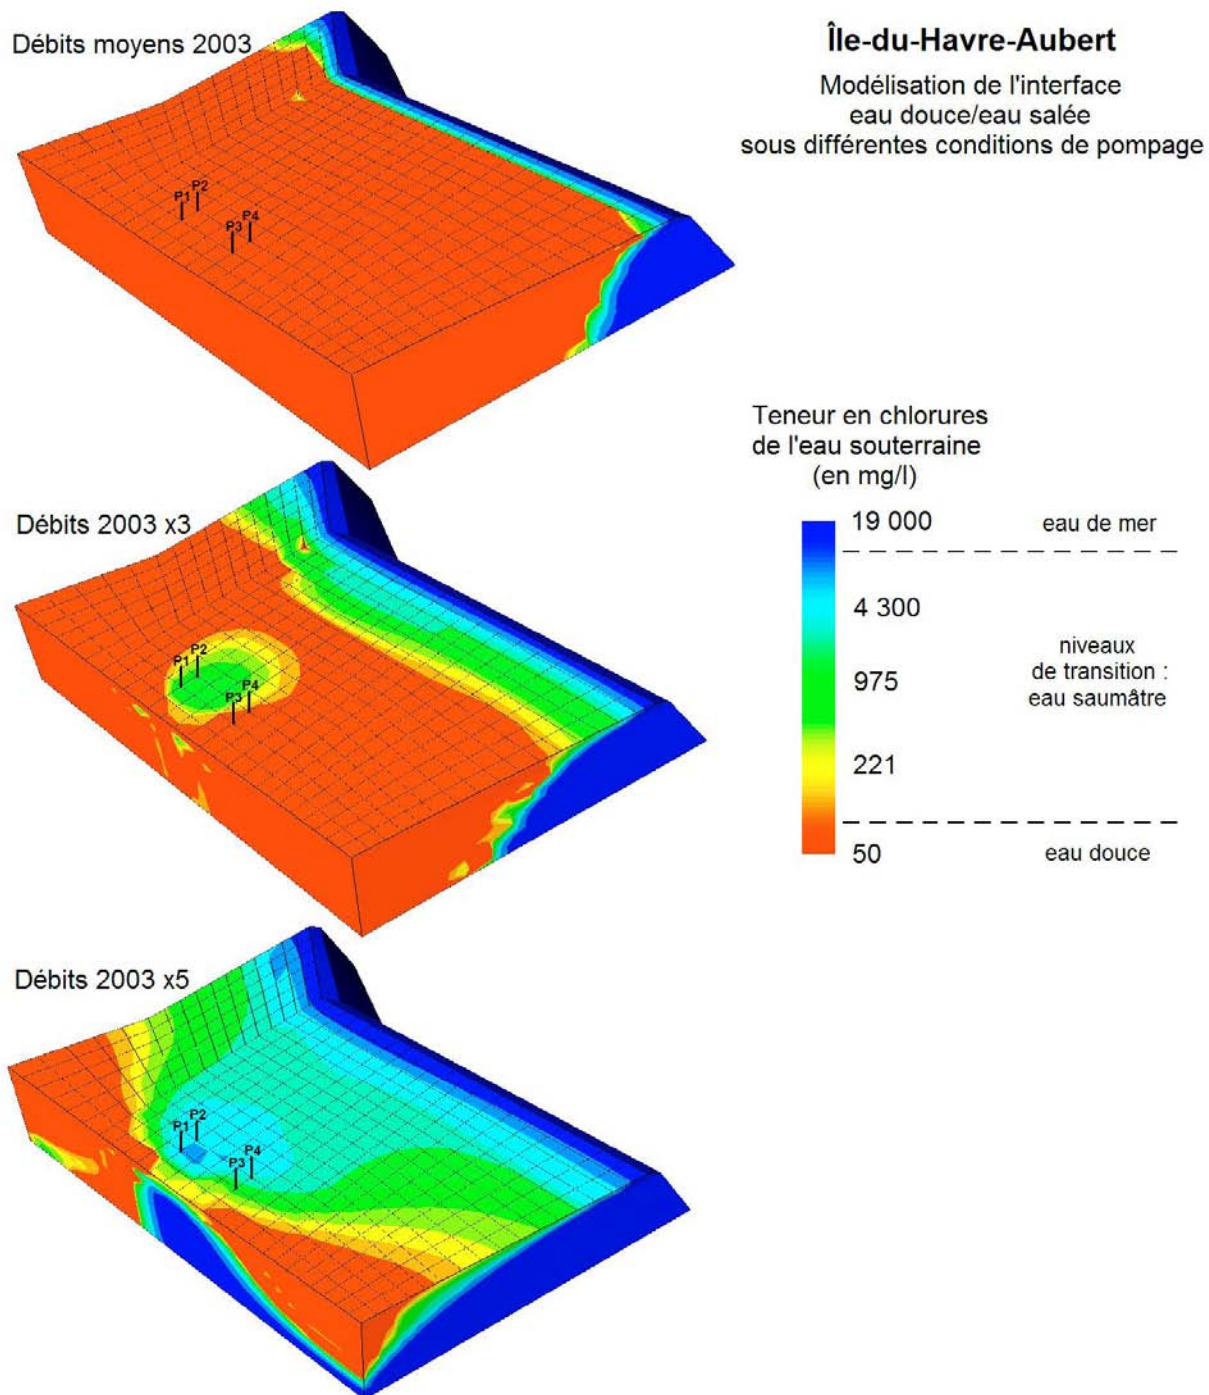 Débits moyens 2003
Île-du-Havre-Aubert
Modélisation de l'interface
eau douce/eau salée
sous différentes conditions de pompage
P1
P2
P3
P4
Teneur en chlorures
de l'eau souterraine
(en mg/l)
19 000
eau de mer
4 300
975
niveaux
de transition :
eau saumâtre
221
50
eau douce
Débits 2003 x3
P1
P2
P3
P4
Débits 2003 x5
P1
P2
P3
P4